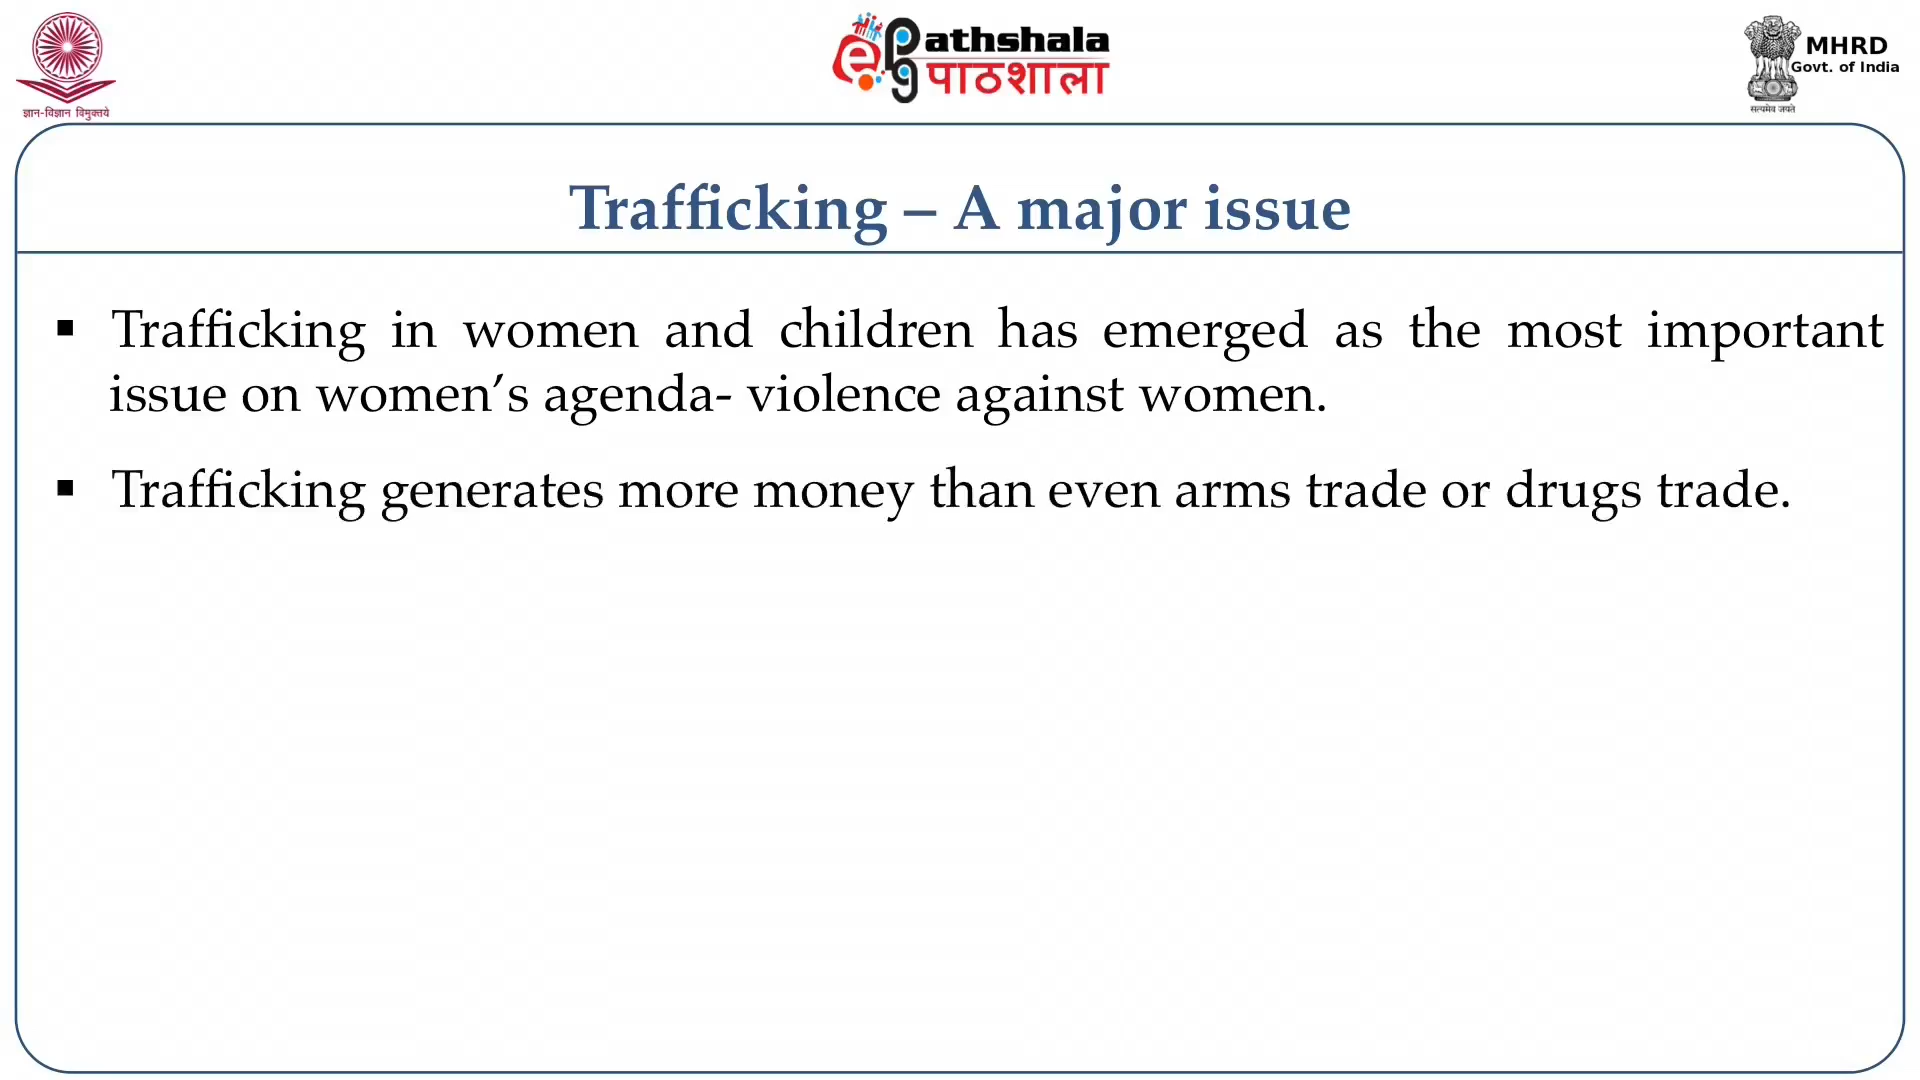 ज्ञान-विज्ञान विमुक्तये
e
pg
athshala
पाठशाला
MHRD
Govt. of India
सत्यमेव जयते
Trafficking – A major issue
▪ Trafficking in women and children has emerged as the most important
issue on women’s agenda- violence against women.
▪ Trafficking generates more money than even arms trade or drugs trade.